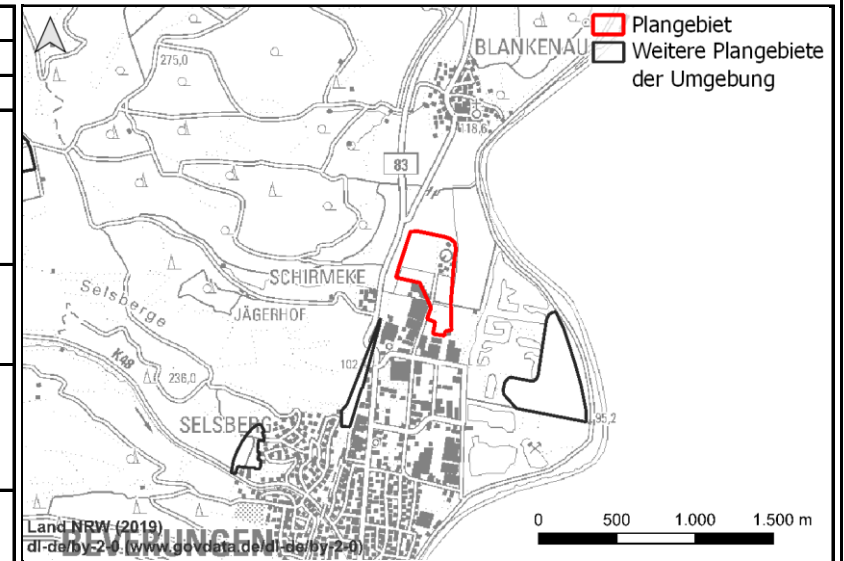 Plangebiet
Weitere Plangebiete
der Umgebung
BLANKENAU
275,0
118,6
83
SCHIRMEKE
Selsberge
JÄGERHOF
K48
102
236,0
SELSBERG
95,2
Land NRW (2019)
dl-de/by-2-0 (www.govdata.de/dl-de/by-2-0)
BEVERUNGEN
0 500 1.000 1.500 m